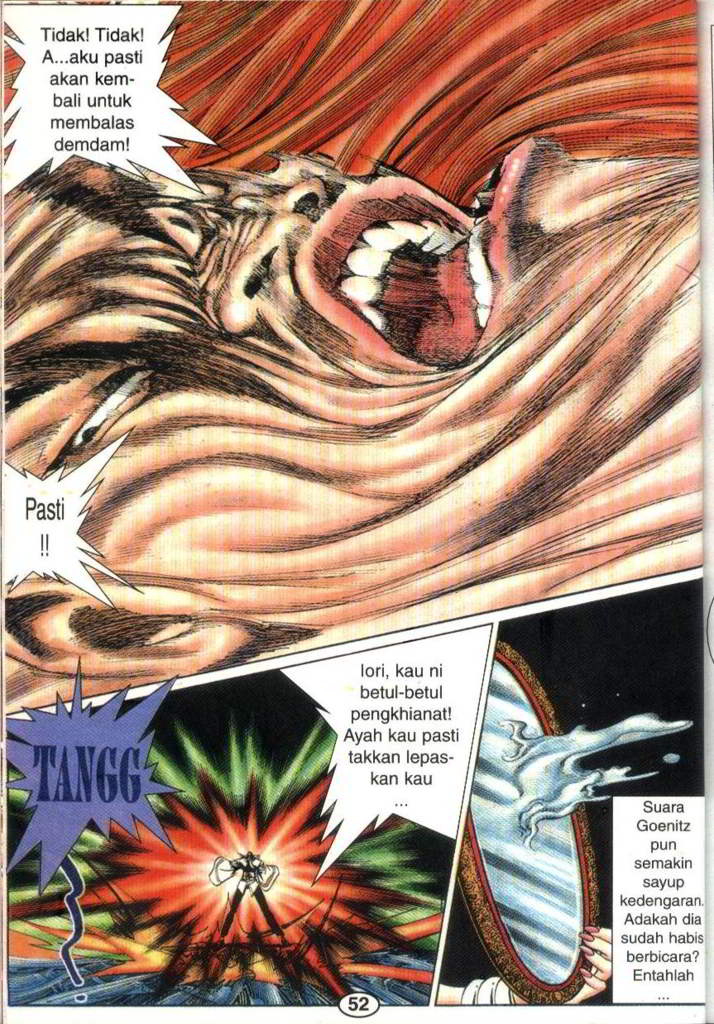 Tidak! Tidak!
A...aku pasti
akan kem-
bali untuk
membalas
demdam!
Pasti
!!
TANGG
Iori, kau ni
betul-betul
pengkhianat!
Ayah kau pasti
takkan lepas-
kan kau
...
Suara
Goenitz
pun
semakin
sayup
kedengaran.
Adakah dia
sudah habis
berbicara?
Entahlah
...
52